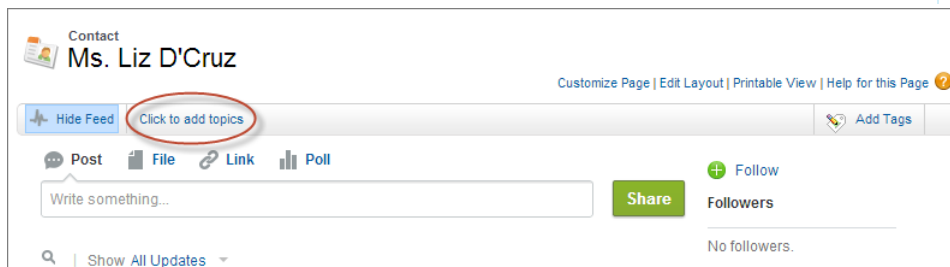 Contact
Ms. Liz D'Cruz
Customize Page | Edit Layout | Printable View | Help for this Page ?
Hide Feed Click to add topics Add Tags
Post File Link Poll
Follow
Write something... Share
Followers
No followers.
Show All Updates